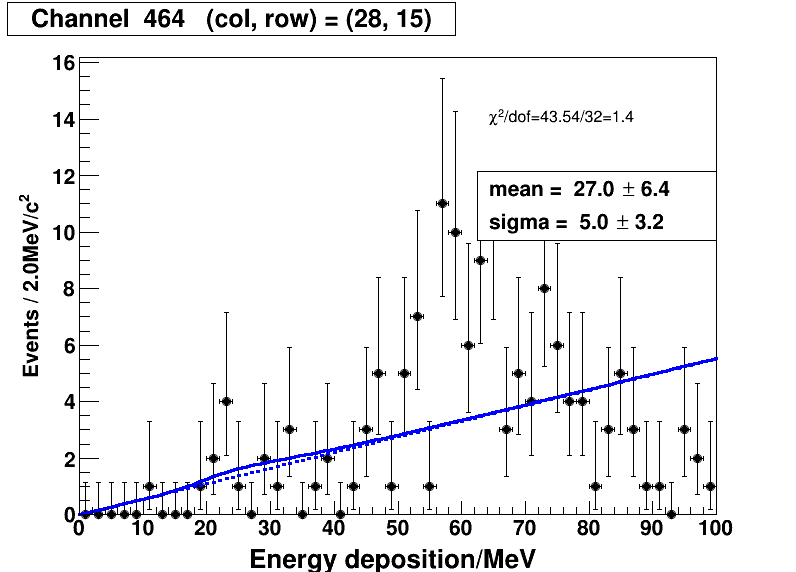 Channel 464 (col, row) = (28, 15)
χ²/dof=43.54/32=1.4
mean = 27.0 ± 6.4
sigma = 5.0 ± 3.2
Events / 2.0MeV/c²
16
14
12
10
8
6
4
2
0
0 10 20 30 40 50 60 70 80 90 100
Energy deposition/MeV